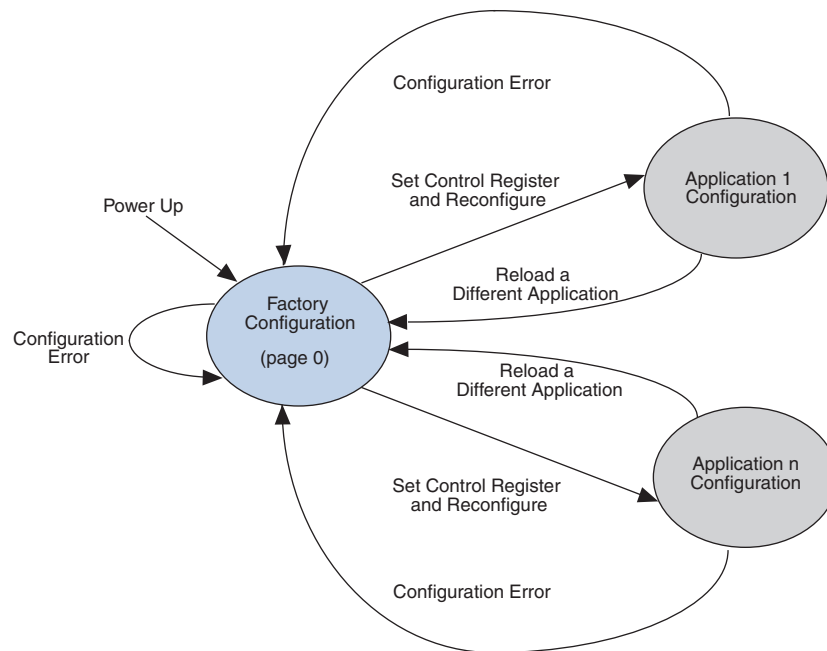 Configuration Error
Set Control Register
and Reconfigure
Application 1
Configuration
Power Up
Reload a
Different Application
Factory
Configuration
(page 0)
Configuration
Error
Reload a
Different Application
Application n
Configuration
Set Control Register
and Reconfigure
Configuration Error